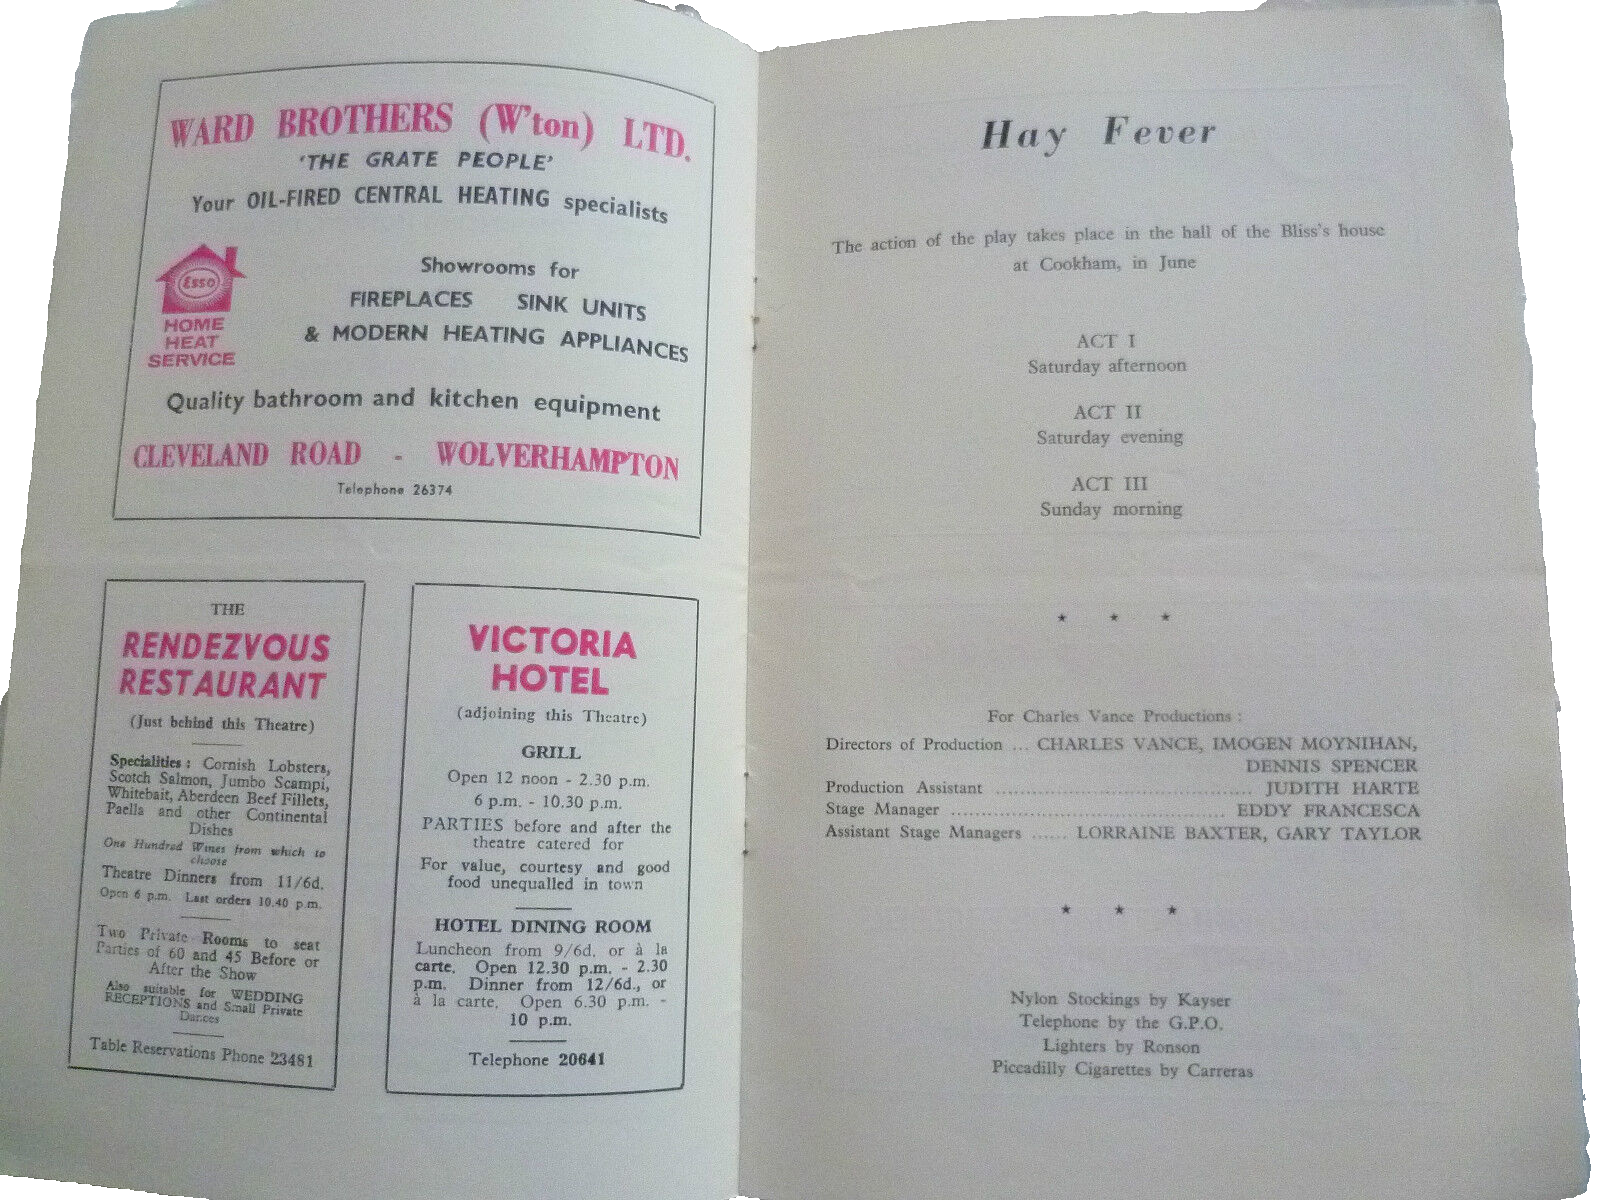 WARD BROTHERS (W'ton) LTD.
'THE GRATE PEOPLE'
Your OIL-FIRED CENTRAL HEATING specialists
Esso
HOME
HEAT
SERVICE
Showrooms for
FIREPLACES SINK UNITS
& MODERN HEATING APPLIANCES
Quality bathroom and kitchen equipment
CLEVELAND ROAD - WOLVERHAMPTON
Telephone 26374
THE
RENDEZVOUS
RESTAURANT
(Just behind this Theatre)
Specialities: Cornish Lobsters,
Scotch Salmon, Jumbo Scampi,
Whitebait, Aberdeen Beef Fillets,
Paella and other Continental
Dishes
One Hundred Wines from which to
choose
Theatre Dinners from 11/6d.
Open 6 p.m. Last orders 10.40 p.m.
Two Private Rooms to seat
Parties of 60 and 45 Before or
After the Show
Also suitable for WEDDING
RECEPTIONS and Small Private
Dances
Table Reservations Phone 23481
VICTORIA
HOTEL
(adjoining this Theatre)
GRILL
Open 12 noon - 2.30 p.m.
6 p.m. - 10.30 p.m.
PARTIES before and after the
theatre catered for
For value, courtesy and good
food unequalled in town
HOTEL DINING ROOM
Luncheon from 9/6d. or à la
carte. Open 12.30 p.m. - 2.30
p.m. Dinner from 12/6d., or
à la carte. Open 6.30 p.m. -
10 p.m.
Telephone 20641
Hay Fever
The action of the play takes place in the hall of the Bliss's house
at Cookham, in June
ACT I
Saturday afternoon
ACT II
Saturday evening
ACT III
Sunday morning
★ ★ ★
For Charles Vance Productions :
Directors of Production ... CHARLES VANCE, IMOGEN MOYNIHAN,
DENNIS SPENCER
Production Assistant ........................................... JUDITH HARTE
Stage Manager .............................................. EDDY FRANCESCA
Assistant Stage Managers ...... LORRAINE BAXTER, GARY TAYLOR
★ ★ ★
Nylon Stockings by Kayser
Telephone by the G.P.O.
Lighters by Ronson
Piccadilly Cigarettes by Carreras